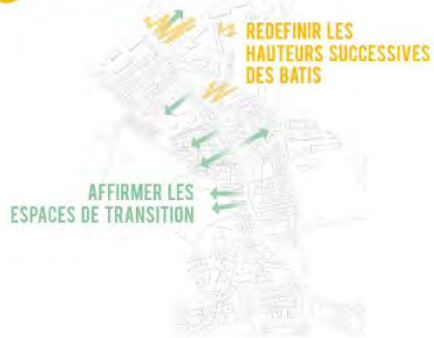 REDEFINIR LES
HAUTEURS SUCCESSIVES
DES BATIS
AFFIRMER LES
ESPACES DE TRANSITION